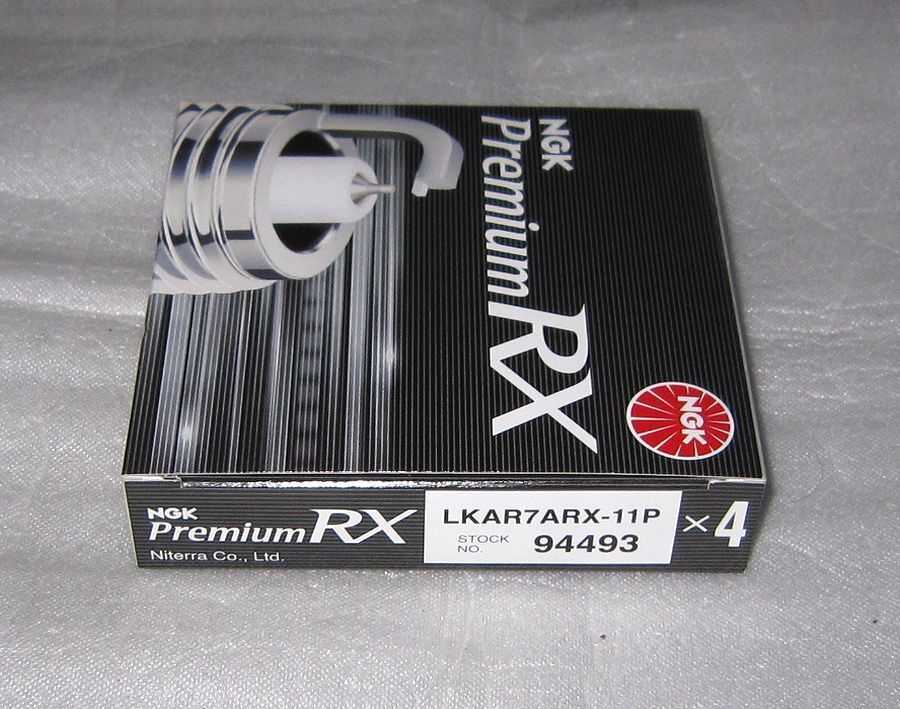 NGK
Premium RX
NGK
NGK
Premium RX
Niterra Co., Ltd.
LKAR7ARX-11P
STOCK NO. 94493
×4